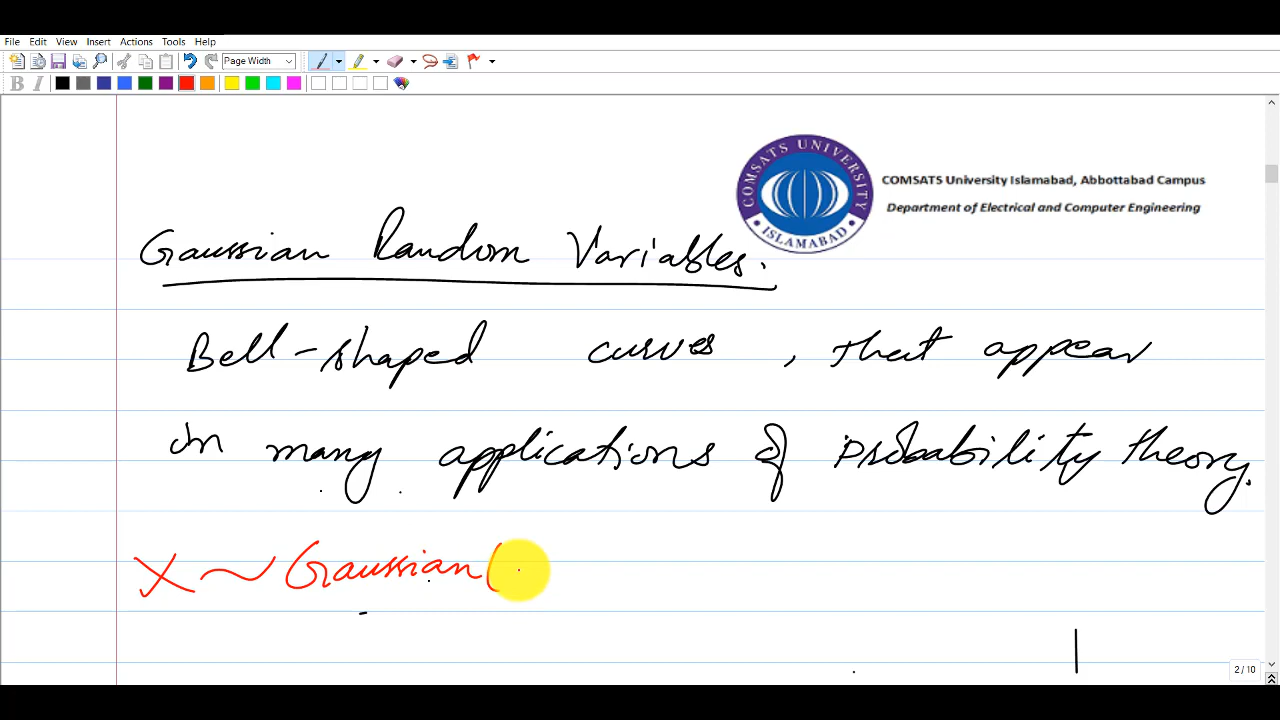 File Edit View Insert Actions Tools Help
Page Width
B I
COMSATS UNIVERSITY
ISLAMABAD
COMSATS University Islamabad, Abbottabad Campus
Department of Electrical and Computer Engineering
Gaussian Random Variables.
Bell-shaped curves, that appear
in many applications of probability theory.
X ~ Gaussian(
2 / 10